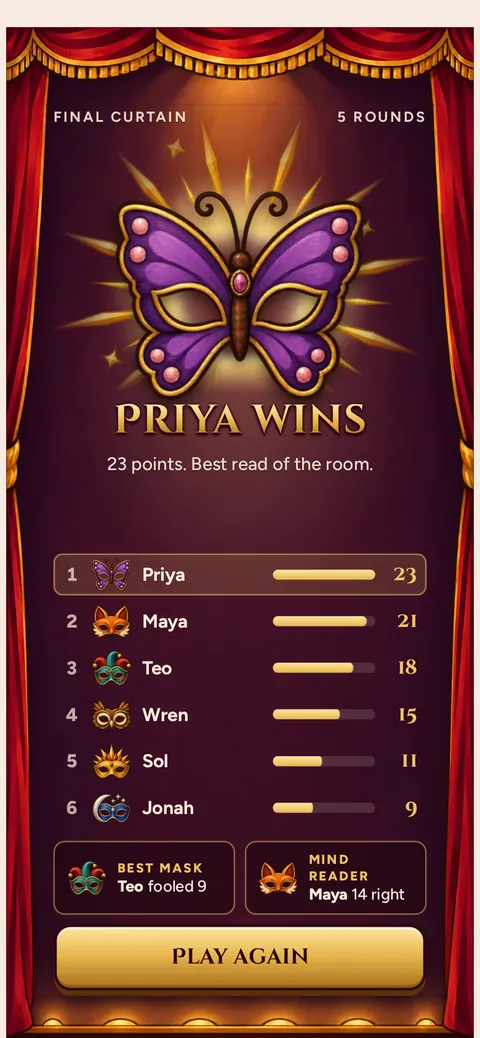 FINAL CURTAIN
5 ROUNDS
PRIYA WINS
23 points. Best read of the room.
1 Priya 23
2 Maya 21
3 Teo 18
4 Wren 15
5 Sol 11
6 Jonah 9
BEST MASK
Teo fooled 9
MIND
READER
Maya 14 right
PLAY AGAIN